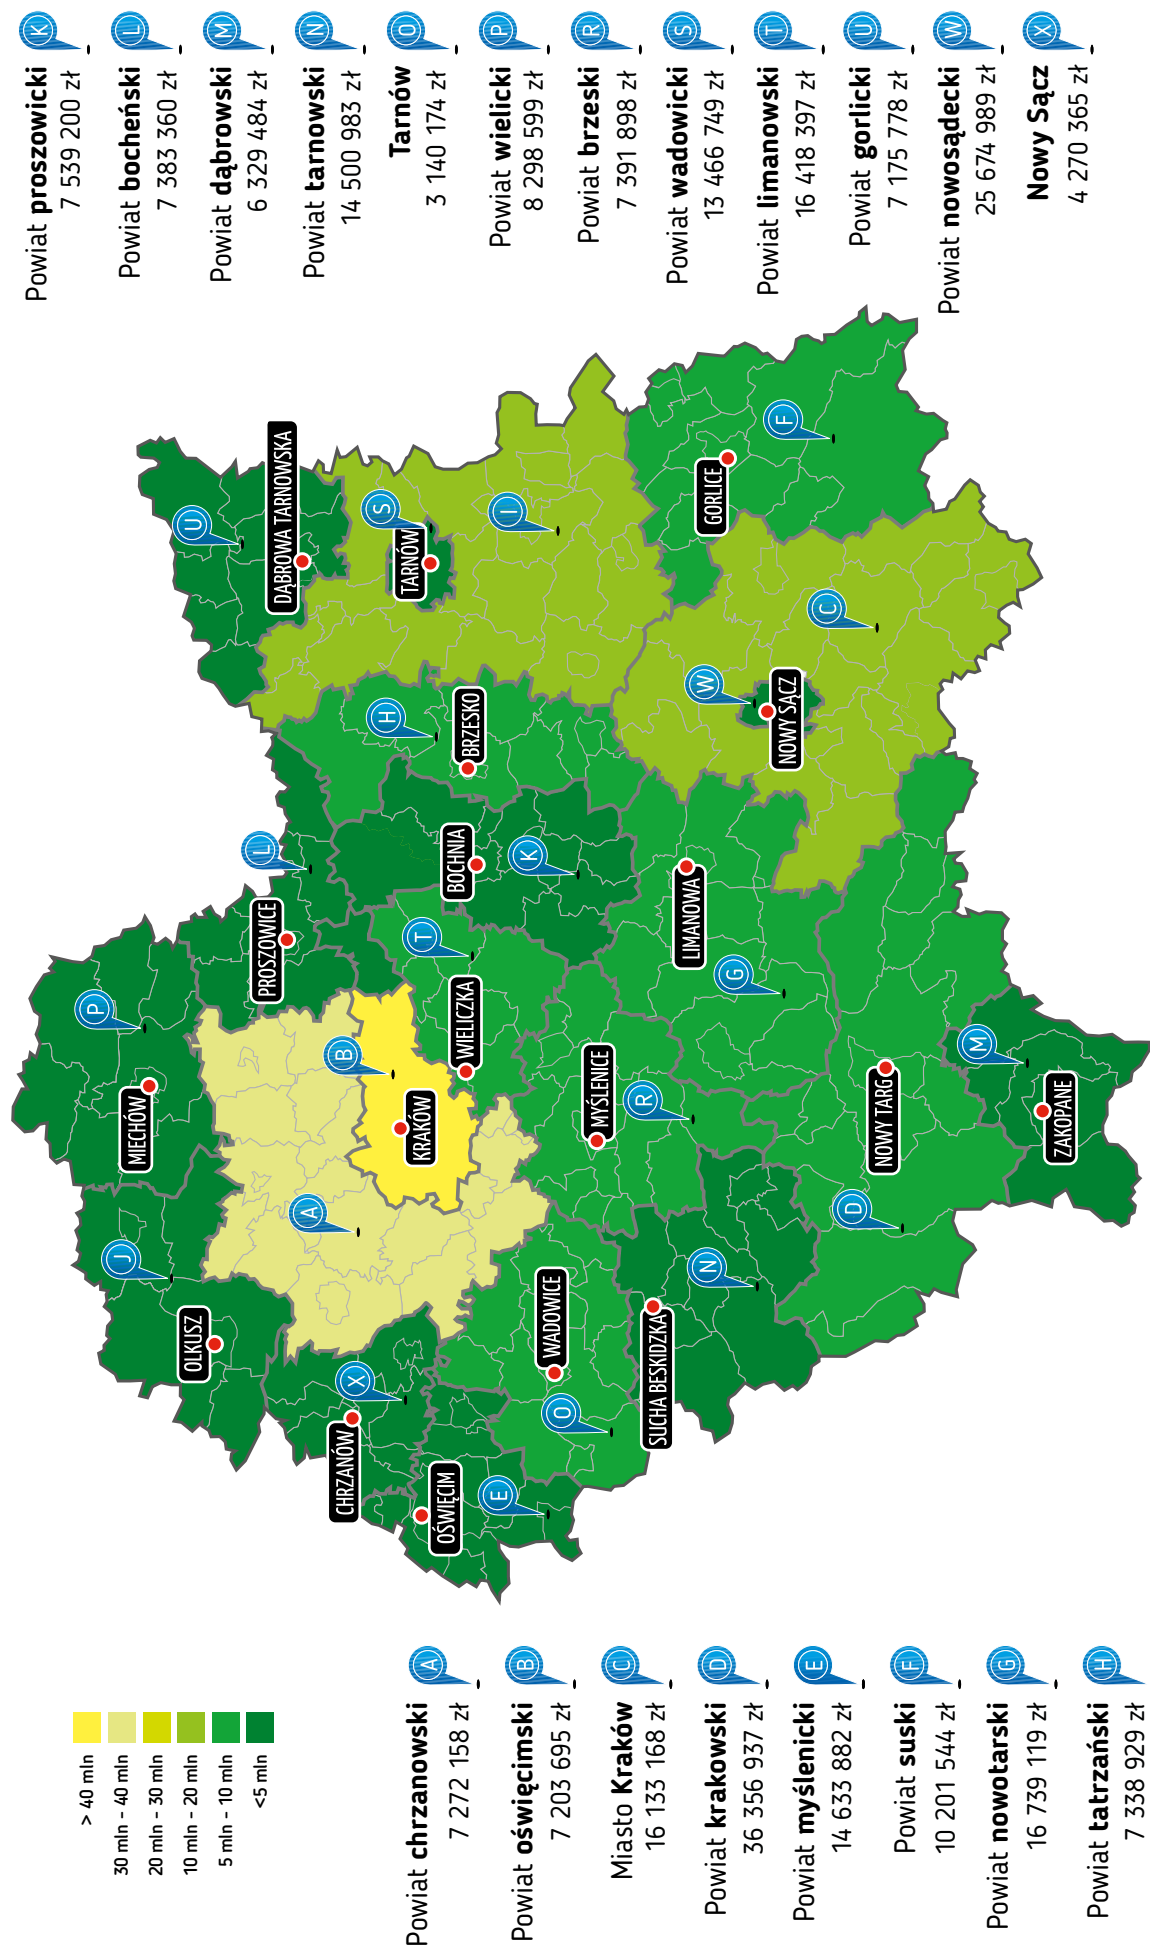 > 40 mln
30 mln – 40 mln
20 mln – 30 mln
10 mln – 20 mln
5 mln – 10 mln
<5 mln
A
Powiat chrzanowski
7 272 158 zł
B
Powiat oświęcimski
7 203 695 zł
C
Miasto Kraków
16 133 168 zł
D
Powiat krakowski
36 356 937 zł
E
Powiat myślenicki
14 633 882 zł
F
Powiat suski
10 201 544 zł
G
Powiat nowotarski
16 739 119 zł
H
Powiat tatrzański
7 338 929 zł
J
OLKUSZ
P
MIECHÓW
X
CHRZANÓW
E
OŚWIĘCIM
A
B
KRAKÓW
L
PROSZOWICE
U
DĄBROWA TARNOWSKA
S
TARNÓW
I
H
BRZESKO
K
BOCHNIA
T
WIELICZKA
O
WADOWICE
R
MYŚLENICE
N
SUCHA BESKIDZKA
G
LIMANOWA
W
NOWY SĄCZ
C
F
GORLICE
D
NOWY TARG
M
ZAKOPANE
K
Powiat proszowicki
7 539 200 zł
L
Powiat bocheński
7 383 360 zł
M
Powiat dąbrowski
6 329 484 zł
N
Powiat tarnowski
14 500 983 zł
O
Tarnów
3 140 174 zł
P
Powiat wielicki
8 298 599 zł
R
Powiat brzeski
7 391 898 zł
S
Powiat wadowicki
13 466 749 zł
T
Powiat limanowski
16 418 397 zł
U
Powiat gorlicki
7 175 778 zł
W
Powiat nowosądecki
25 674 989 zł
X
Nowy Sącz
4 270 365 zł